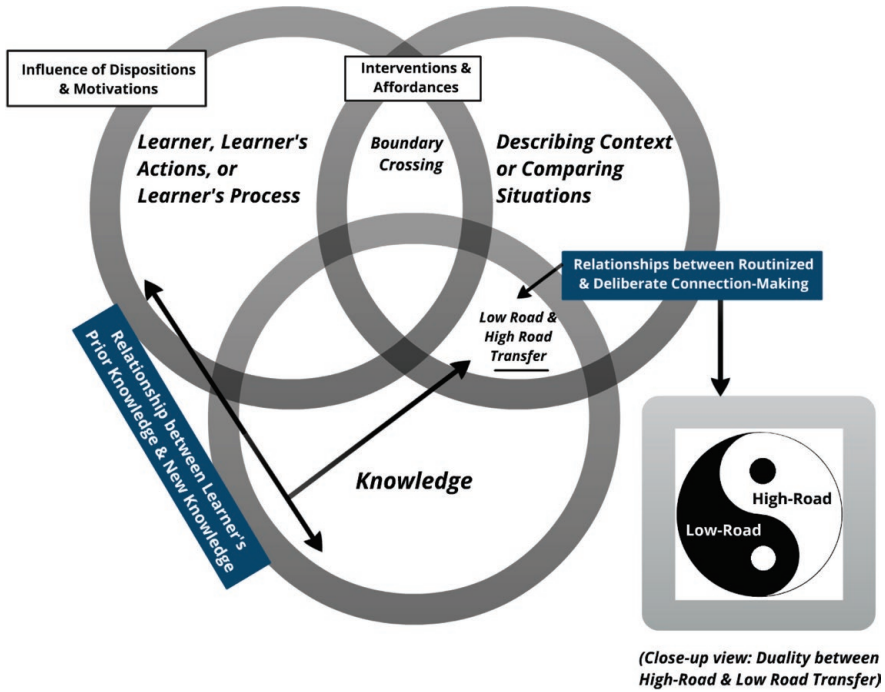 Influence of Dispositions
& Motivations
Interventions &
Affordances
Learner, Learner's
Actions, or
Learner's Process
Boundary
Crossing
Describing Context
or Comparing
Situations
Relationships between Routinized
& Deliberate Connection-Making
Low Road &
High Road
Transfer
Relationship between Learner's
Prior Knowledge & New Knowledge
Knowledge
High-Road
Low-Road
(Close-up view: Duality between
High-Road & Low Road Transfer)